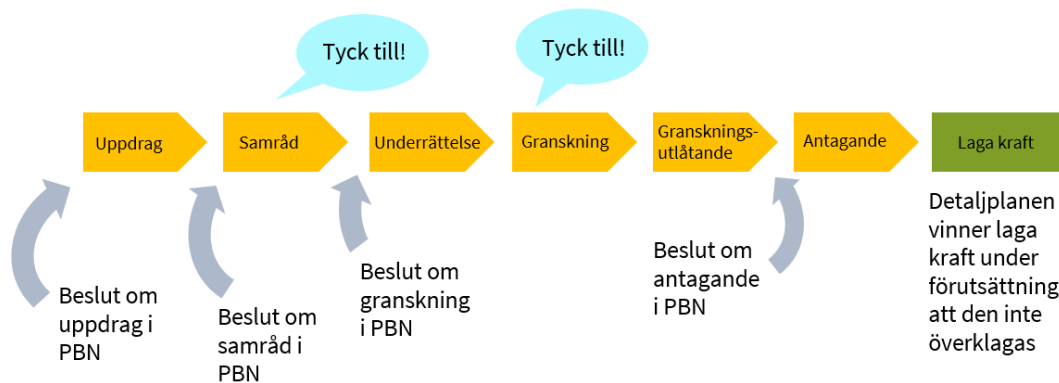 Tyck till!
Tyck till!
Uppdrag
Samråd
Underrättelse
Granskning
Gransknings-
utlåtande
Antagande
Laga kraft
Beslut om
uppdrag i
PBN
Beslut om
samråd i
PBN
Beslut om
granskning
i PBN
Beslut om
antagande
i PBN
Detaljplanen
vinner laga
kraft under
förutsättning
att den inte
överklagas